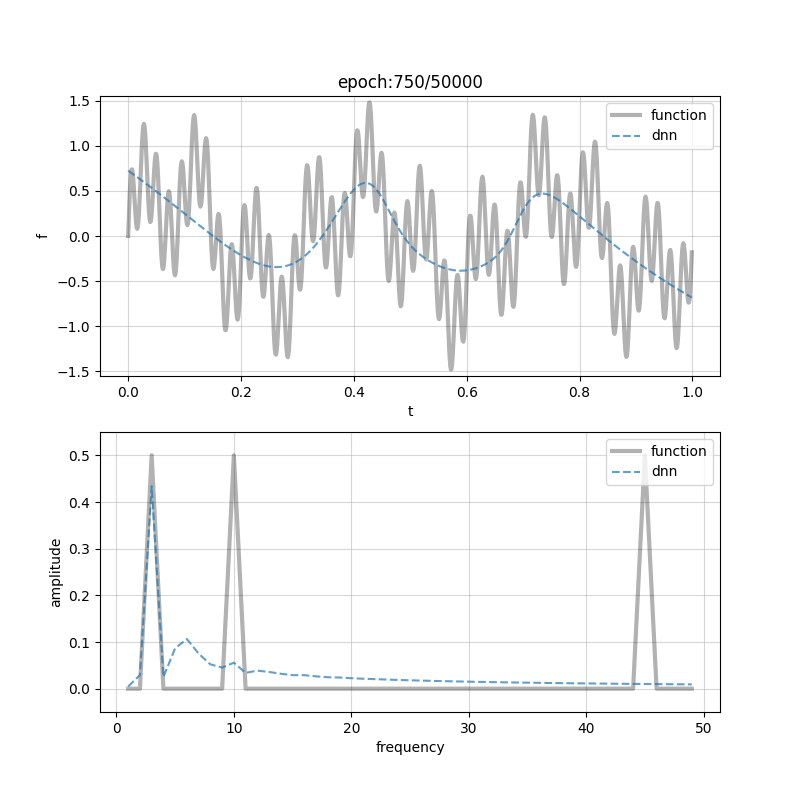 epoch:750/50000
function
dnn
1.5
1.0
0.5
0.0
−0.5
−1.0
−1.5
f
0.0 0.2 0.4 0.6 0.8 1.0
t
function
dnn
0.5
0.4
0.3
0.2
0.1
0.0
amplitude
0 10 20 30 40 50
frequency